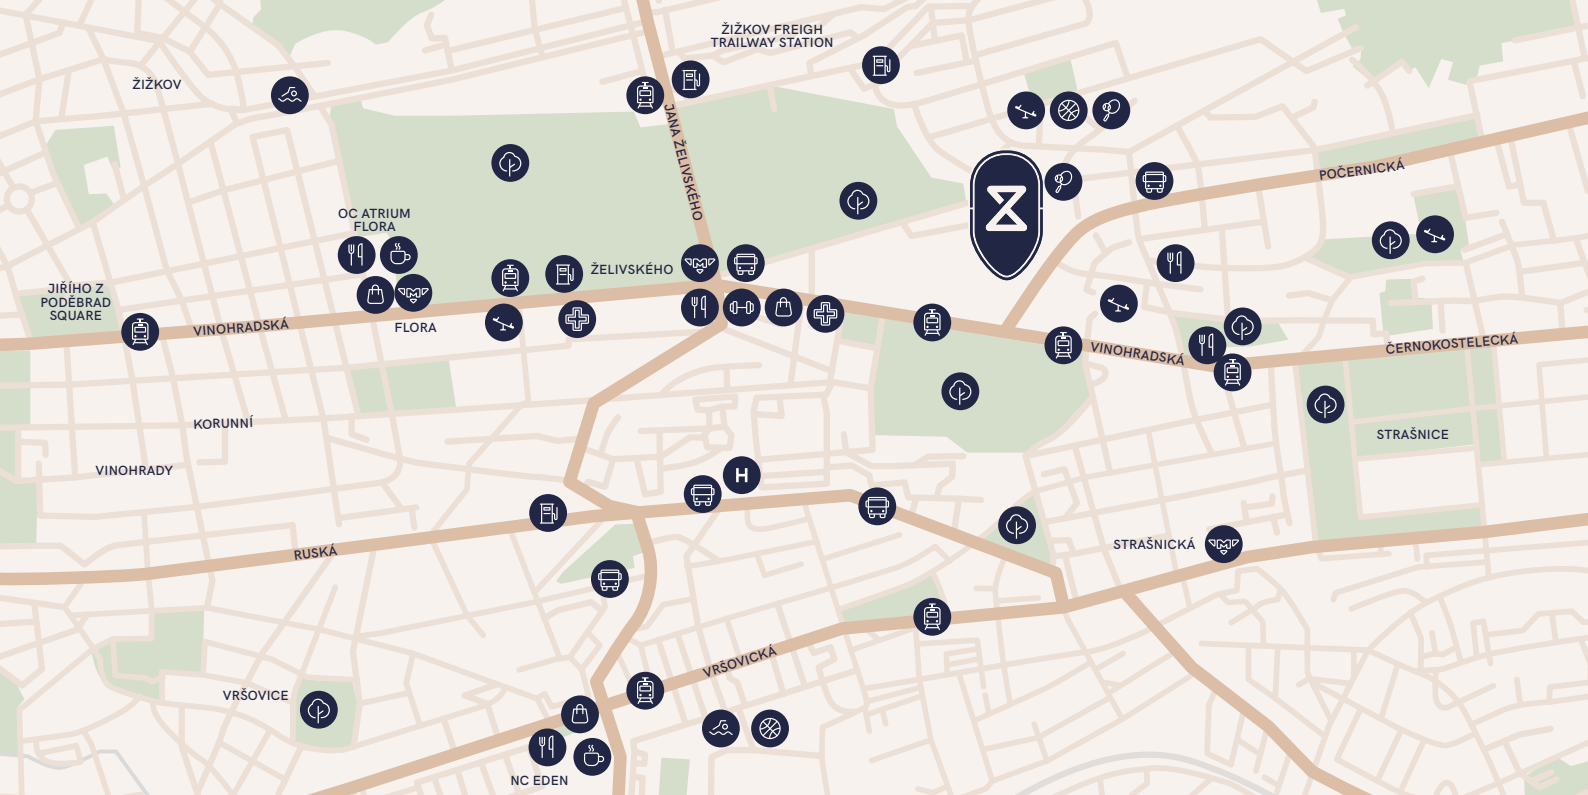 ŽIŽKOV FREIGH
TRAILWAY STATION
ŽIŽKOV
JANA ŽELIVSKÉHO
POČERNICKÁ
OC ATRIUM
FLORA
ŽELIVSKÉHO
JIŘÍHO Z
PODĚBRAD
SQUARE
VINOHRADSKÁ
FLORA
VINOHRADSKÁ
ČERNOKOSTELECKÁ
KORUNNÍ
STRAŠNICE
VINOHRADY
H
RUSKÁ
STRAŠNICKÁ
VRŠOVICKÁ
VRŠOVICE
NC EDEN